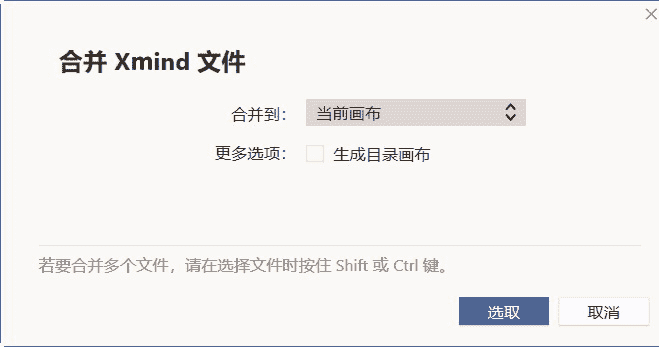 合并 Xmind 文件
合并到： 当前画布
更多选项： 生成目录画布
若要合并多个文件，请在选择文件时按住 Shift 或 Ctrl 键。
选取 取消